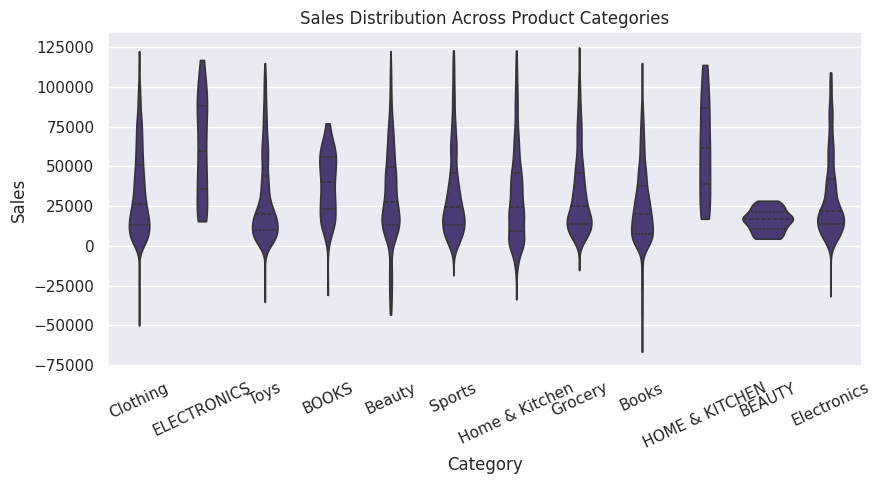 Sales Distribution Across Product Categories
125000
100000
75000
50000
25000
0
−25000
−50000
−75000
Sales
Clothing
ELECTRONICS
Toys
BOOKS
Beauty
Sports
Home & Kitchen
Grocery
Books
HOME & KITCHEN
BEAUTY
Electronics
Category